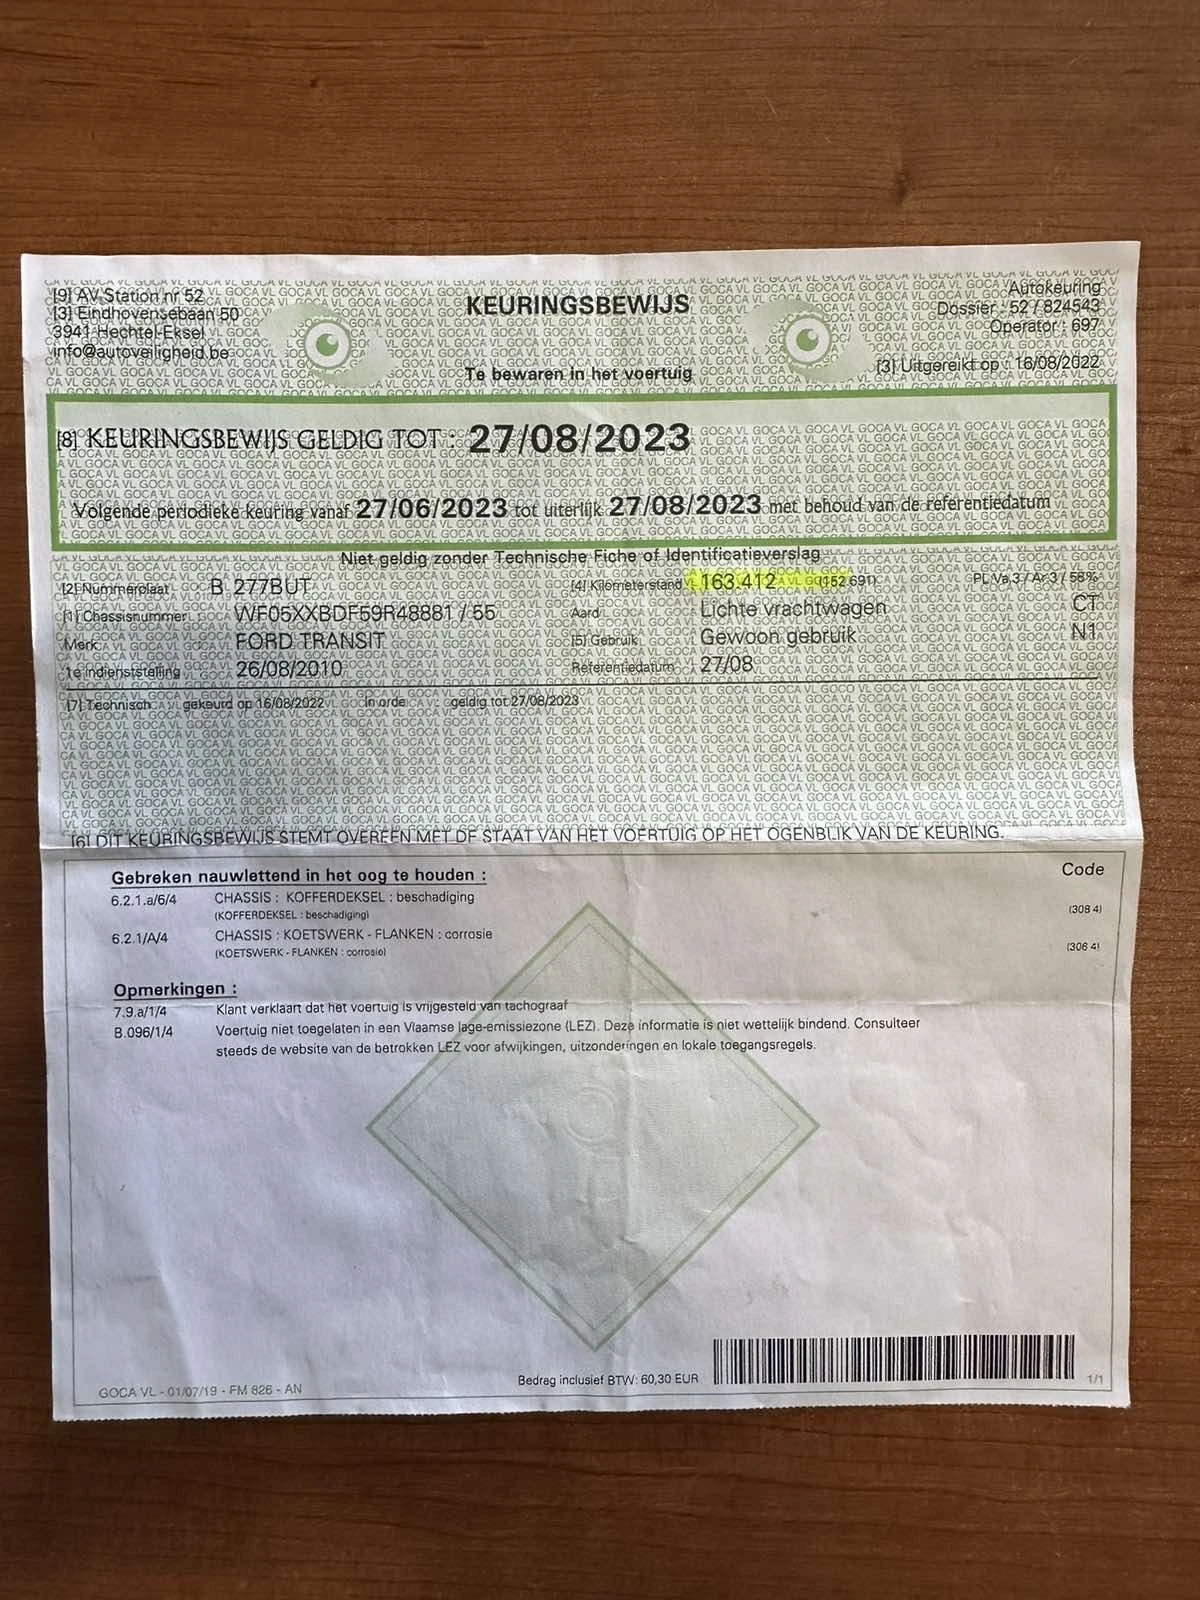 [9] AV Station nr 52
[3] Eindhovensebaan 50
3941 Hechtel-Eksel
info@autoveiligheid.be
KEURINGSBEWIJS
Te bewaren in het voertuig
Autokeuring
Dossier : 52 / 824543
Operator : 697
[3] Uitgereikt op : 16/08/2022
[8] KEURINGSBEWIJS GELDIG TOT : 27/08/2023
Volgende periodieke keuring vanaf 27/06/2023 tot uiterlijk 27/08/2023 met behoud van de referentiedatum
Niet geldig zonder Technische Fiche of Identificatieverslag
[2] Nummerplaat B 277BUT [4] Kilometerstand 163.412 (152.691) PL Va.3 / Ar.3 / 58%
[1] Chassisnummer WF05XXBDF59R48881 / 55 Aard Lichte vrachtwagen CT
Merk FORD TRANSIT [5] Gebruik Gewoon gebruik N1
1e indienststelling 26/08/2010 Referentiedatum 27/08
[7] Technisch gekeurd op 16/08/2022 In orde geldig tot 27/08/2023
[6] DIT KEURINGSBEWIJS STEMT OVEREEN MET DE STAAT VAN HET VOERTUIG OP HET OGENBLIK VAN DE KEURING.
Gebreken nauwlettend in het oog te houden : Code
6.2.1.a/6/4 CHASSIS : KOFFERDEKSEL : beschadiging
(KOFFERDEKSEL : beschadiging) (308 4)
6.2.1/A/4 CHASSIS : KOETSWERK - FLANKEN : corrosie
(KOETSWERK - FLANKEN : corrosie) (306 4)
Opmerkingen :
7.9.a/1/4 Klant verklaart dat het voertuig is vrijgesteld van tachograaf
B.096/1/4 Voertuig niet toegelaten in een Vlaamse lage-emissiezone (LEZ). Deze informatie is niet wettelijk bindend. Consulteer
steeds de website van de betrokken LEZ voor afwijkingen, uitzonderingen en lokale toegangsregels.
Bedrag inclusief BTW: 60,30 EUR
GOCA VL - 01/07/19 - FM 826 - AN
1/1